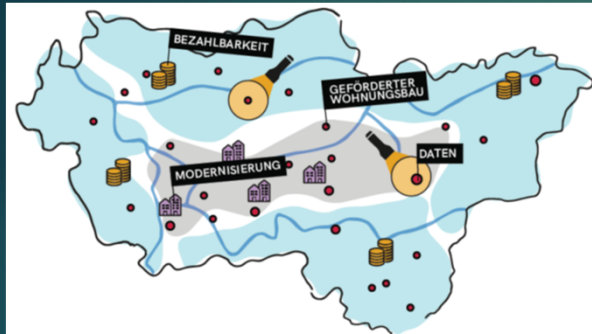 BEZAHLBARKEIT
GEFÖRDERTER
WOHNUNGSBAU
DATEN
MODERNISIERUNG